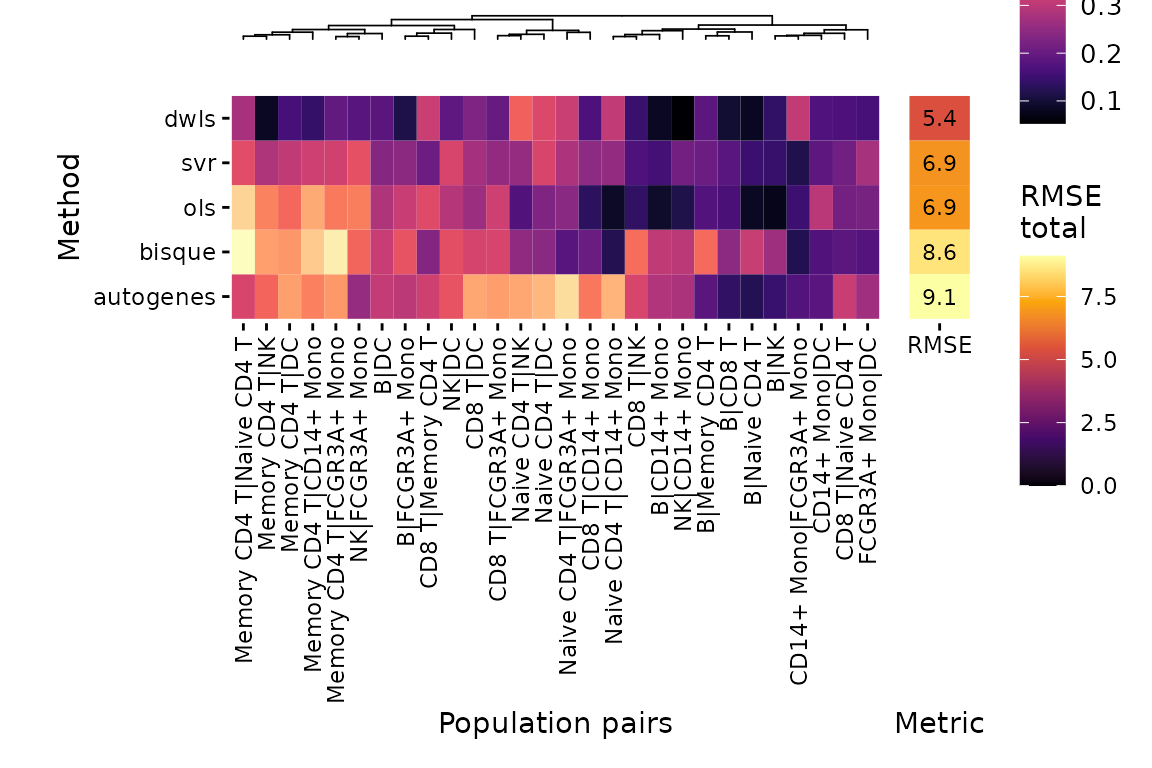 0.3
0.2
0.1
Method
dwls
svr
ols
bisque
autogenes
5.4
6.9
6.9
8.6
9.1
RMSE
RMSE
total
7.5
5.0
2.5
0.0
Memory CD4 T|Naive CD4 T
Memory CD4 T|NK
Memory CD4 T|DC
Memory CD4 T|CD14+ Mono
Memory CD4 T|FCGR3A+ Mono
NK|FCGR3A+ Mono
B|DC
B|FCGR3A+ Mono
CD8 T|Memory CD4 T
NK|DC
CD8 T|DC
CD8 T|FCGR3A+ Mono
Naive CD4 T|NK
Naive CD4 T|DC
Naive CD4 T|FCGR3A+ Mono
CD8 T|CD14+ Mono
Naive CD4 T|CD14+ Mono
CD8 T|NK
B|CD14+ Mono
NK|CD14+ Mono
B|Memory CD4 T
B|CD8 T
B|Naive CD4 T
B|NK
CD14+ Mono|FCGR3A+ Mono
CD14+ Mono|DC
CD8 T|Naive CD4 T
FCGR3A+ Mono|DC
Population pairs
Metric